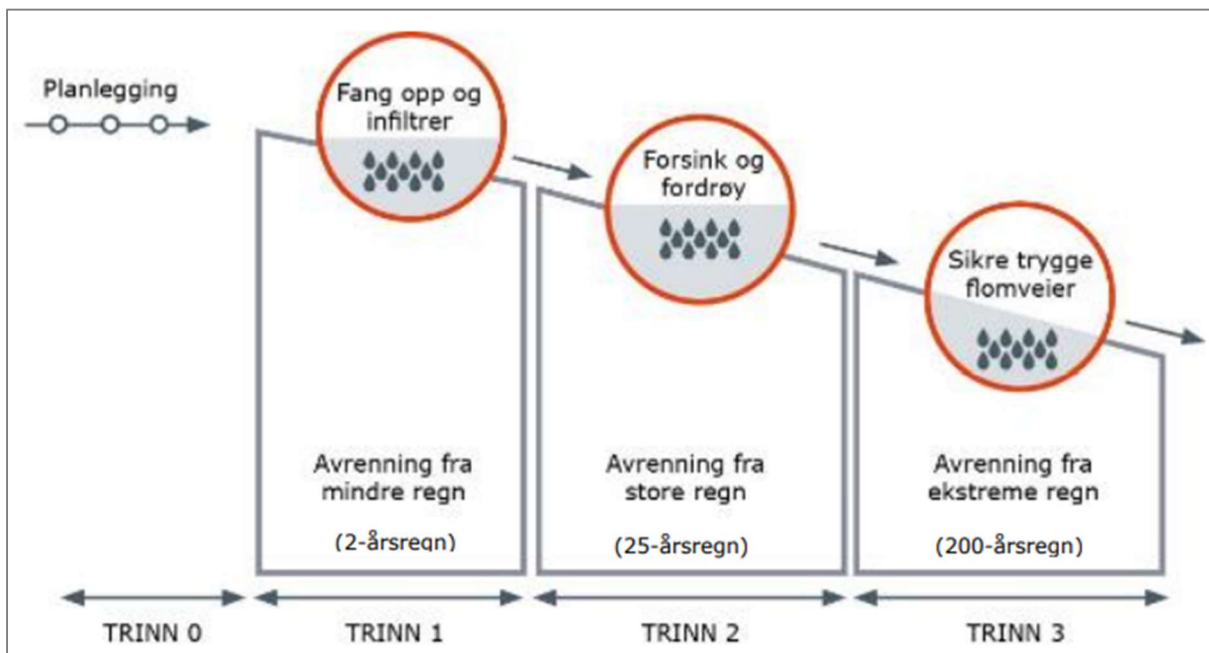 Planlegging
Fang opp og
infiltrer
Forsink og
fordrøy
Sikre trygge
flomveier
Avrenning fra
mindre regn
(2-årsregn)
Avrenning fra
store regn
(25-årsregn)
Avrenning fra
ekstreme regn
(200-årsregn)
TRINN 0
TRINN 1
TRINN 2
TRINN 3